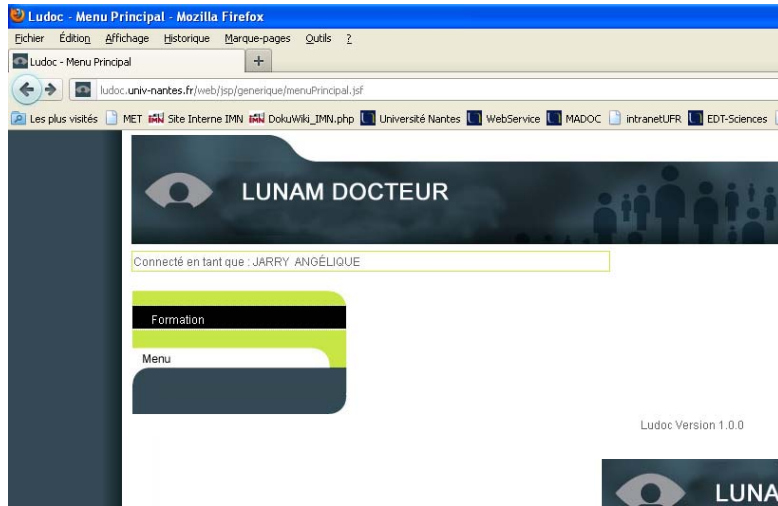 Ludoc - Menu Principal - Mozilla Firefox
Fichier Édition Affichage Historique Marque-pages Outils ?
Ludoc - Menu Principal +
ludoc.univ-nantes.fr/web/jsp/generique/menuPrincipal.jsf
Les plus visités MET IMN Site Interne IMN IMN DokuWiki_IMN.php Université Nantes WebService MADOC intranetUFR EDT-Sciences
LUNAM DOCTEUR
Connecté en tant que : JARRY ANGÉLIQUE
Formation
Menu
Ludoc Version 1.0.0
LUNA